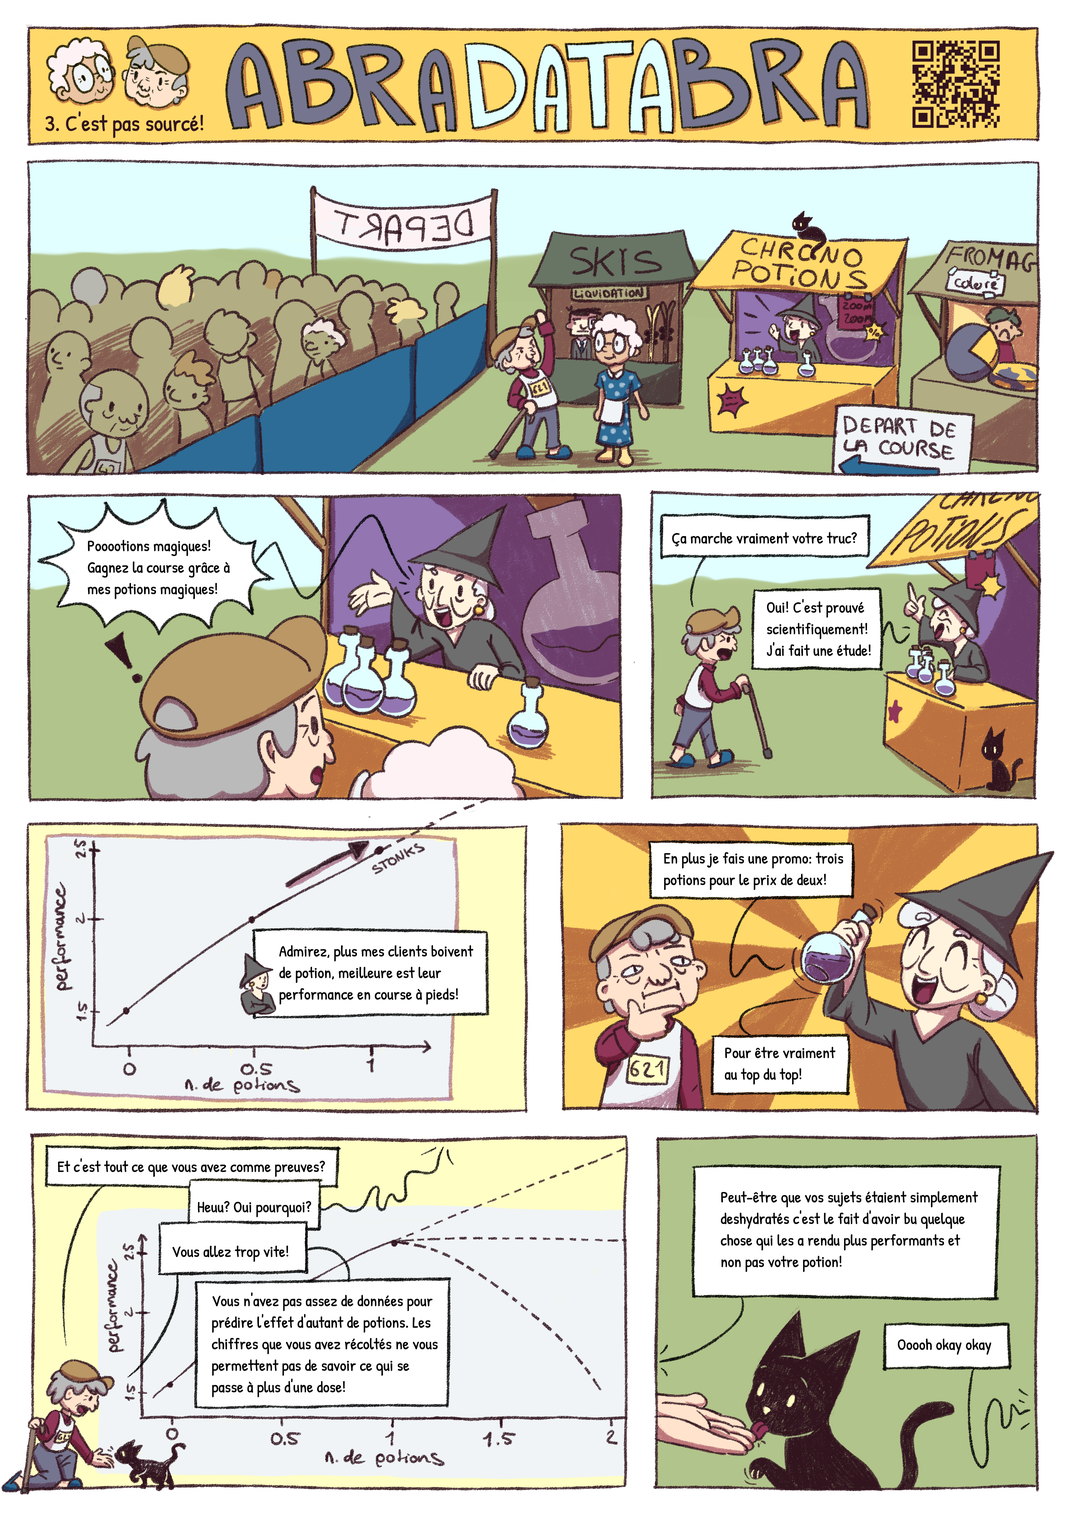 3. C'est pas sourcé!
ABRADATABRA
DEPART
SKIS
LIQUIDATION
CHRONO
POTIONS
FROMAG
coloré
621
DEPART DE
LA COURSE
Pooootions magiques!
Gagnez la course grâce à
mes potions magiques!
!
CHRONO
POTIONS
Ça marche vraiment votre truc?
Oui! C'est prouvé
scientifiquement!
J'ai fait une étude!
performance
2.5
2
1.5
STONKS
Admirez, plus mes clients boivent
de potion, meilleure est leur
performance en course à pieds!
0 0.5 1
n. de potions
En plus je fais une promo: trois
potions pour le prix de deux!
621
Pour être vraiment
au top du top!
Et c'est tout ce que vous avez comme preuves?
Heuu? Oui pourquoi?
Vous allez trop vite!
Vous n'avez pas assez de données pour
prédire l'effet d'autant de potions. Les
chiffres que vous avez récoltés ne vous
permettent pas de savoir ce qui se
passe à plus d'une dose!
performance
2.5
2
1.5
0 0.5 1 1.5 2
n. de potions
Peut-être que vos sujets étaient simplement
deshydratés c'est le fait d'avoir bu quelque
chose qui les a rendu plus performants et
non pas votre potion!
Ooooh okay okay